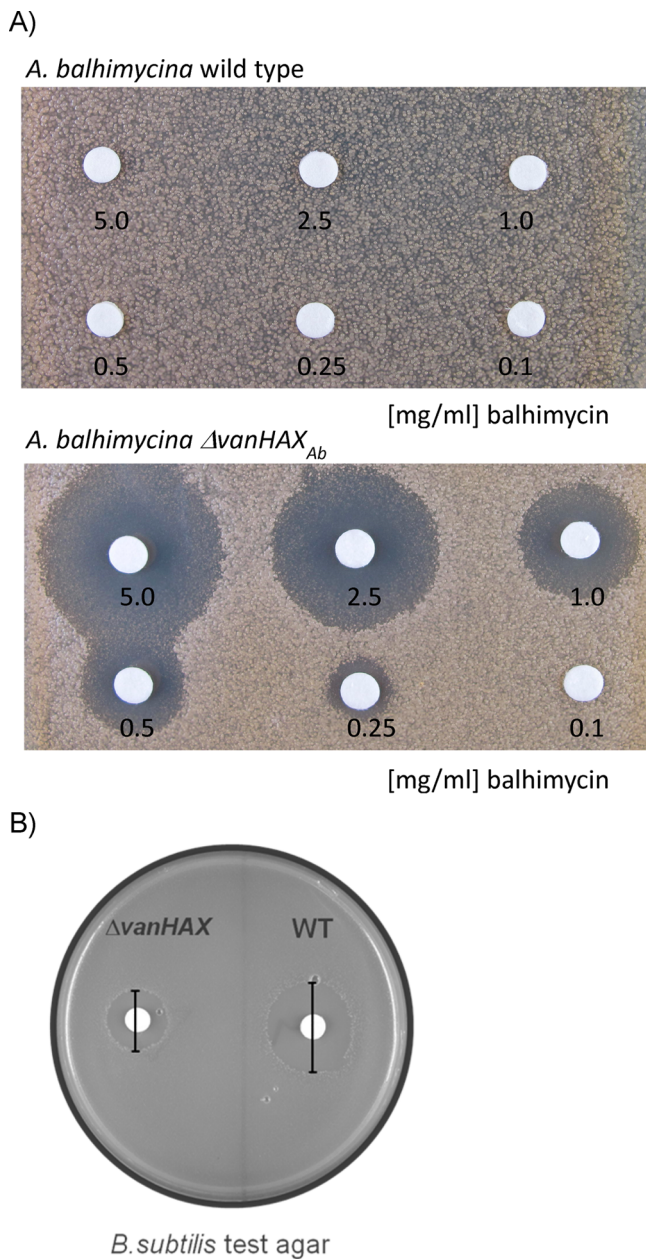 A)
A. balhimycina wild type
5.0 2.5 1.0
0.5 0.25 0.1
[mg/ml] balhimycin
A. balhimycina ΔvanHAX_Ab
5.0 2.5 1.0
0.5 0.25 0.1
[mg/ml] balhimycin
B)
ΔvanHAX WT
B.subtilis test agar